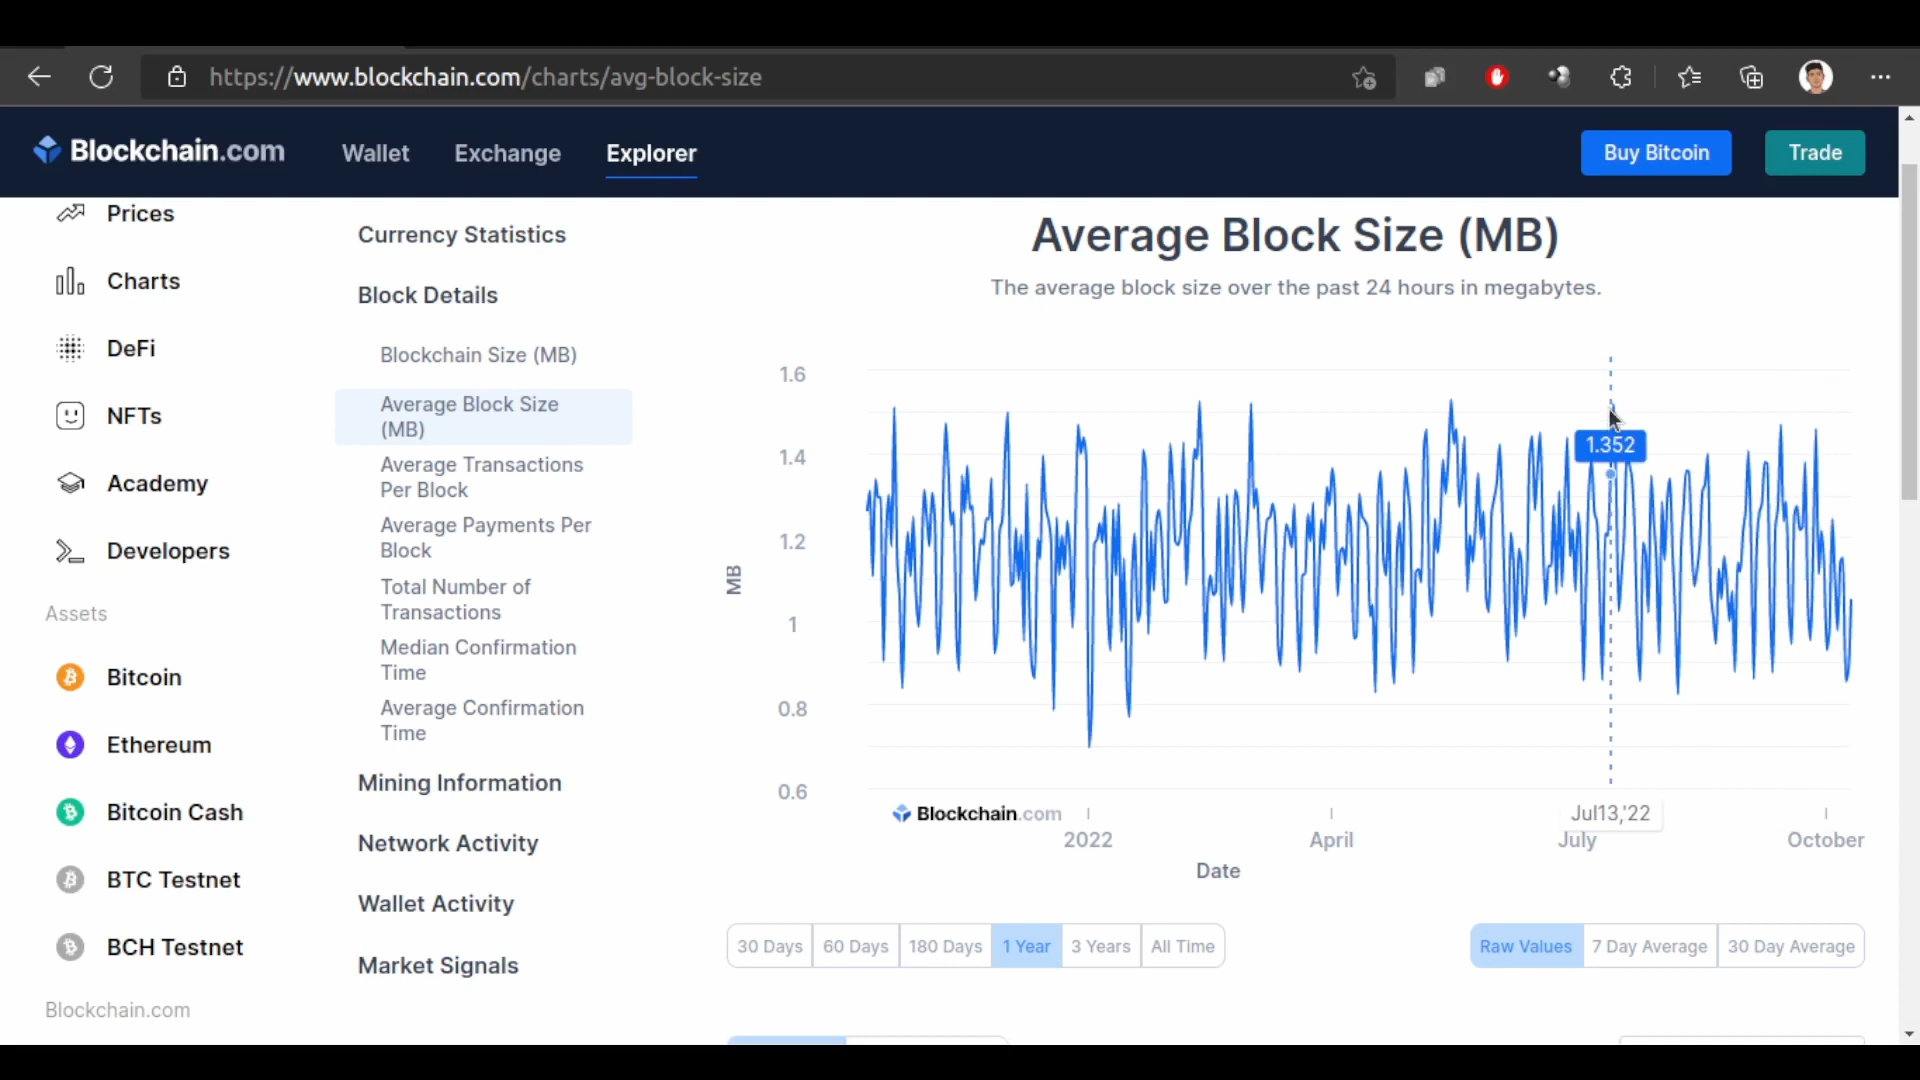 https://www.blockchain.com/charts/avg-block-size
Blockchain.com
Wallet
Exchange
Explorer
Buy Bitcoin
Trade
Prices
Charts
DeFi
NFTs
Academy
Developers
Assets
Bitcoin
Ethereum
Bitcoin Cash
BTC Testnet
BCH Testnet
Blockchain.com
Currency Statistics
Block Details
Blockchain Size (MB)
Average Block Size
(MB)
Average Transactions
Per Block
Average Payments Per
Block
Total Number of
Transactions
Median Confirmation
Time
Average Confirmation
Time
Mining Information
Network Activity
Wallet Activity
Market Signals
Average Block Size (MB)
The average block size over the past 24 hours in megabytes.
1.6
1.4
1.2
1
0.8
0.6
MB
1.352
Blockchain.com
Jul13,'22
2022
April
July
October
Date
30 Days
60 Days
180 Days
1 Year
3 Years
All Time
Raw Values
7 Day Average
30 Day Average